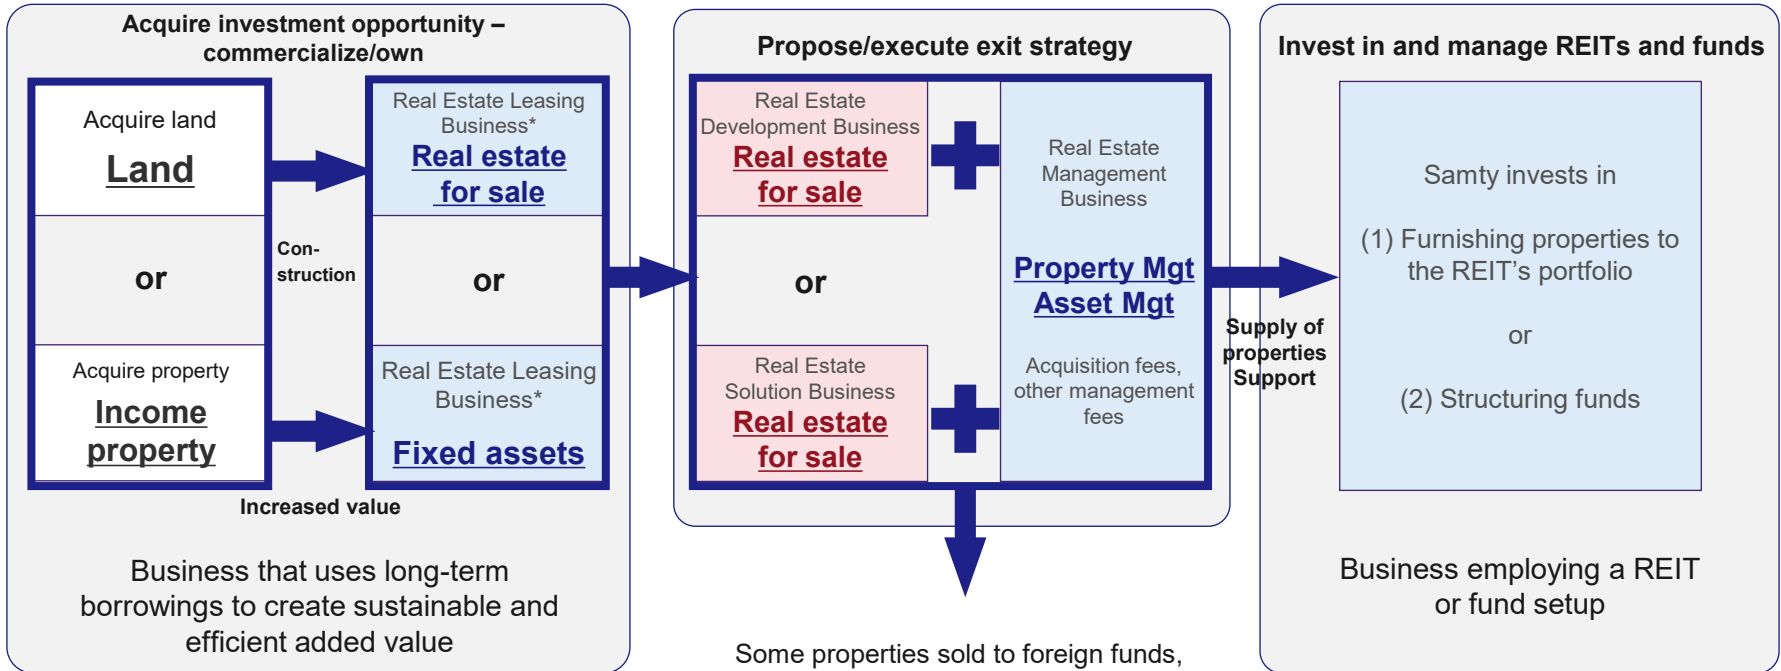 Acquire investment opportunity –
commercialize/own
Acquire land
Land
or
Acquire property
Income
property
Con-
struction
Increased value
Real Estate Leasing
Business*
Real estate
for sale
or
Real Estate Leasing
Business*
Fixed assets
Business that uses long-term
borrowings to create sustainable and
efficient added value
Propose/execute exit strategy
Real Estate
Development Business
Real estate
for sale
or
Real Estate
Solution Business
Real estate
for sale
Real Estate
Management
Business
Property Mgt
Asset Mgt
Acquisition fees,
other management
fees
Some properties sold to foreign funds,
Supply of
properties
Support
Invest in and manage REITs and funds
Samty invests in
(1) Furnishing properties to
the REIT’s portfolio
or
(2) Structuring funds
Business employing a REIT
or fund setup